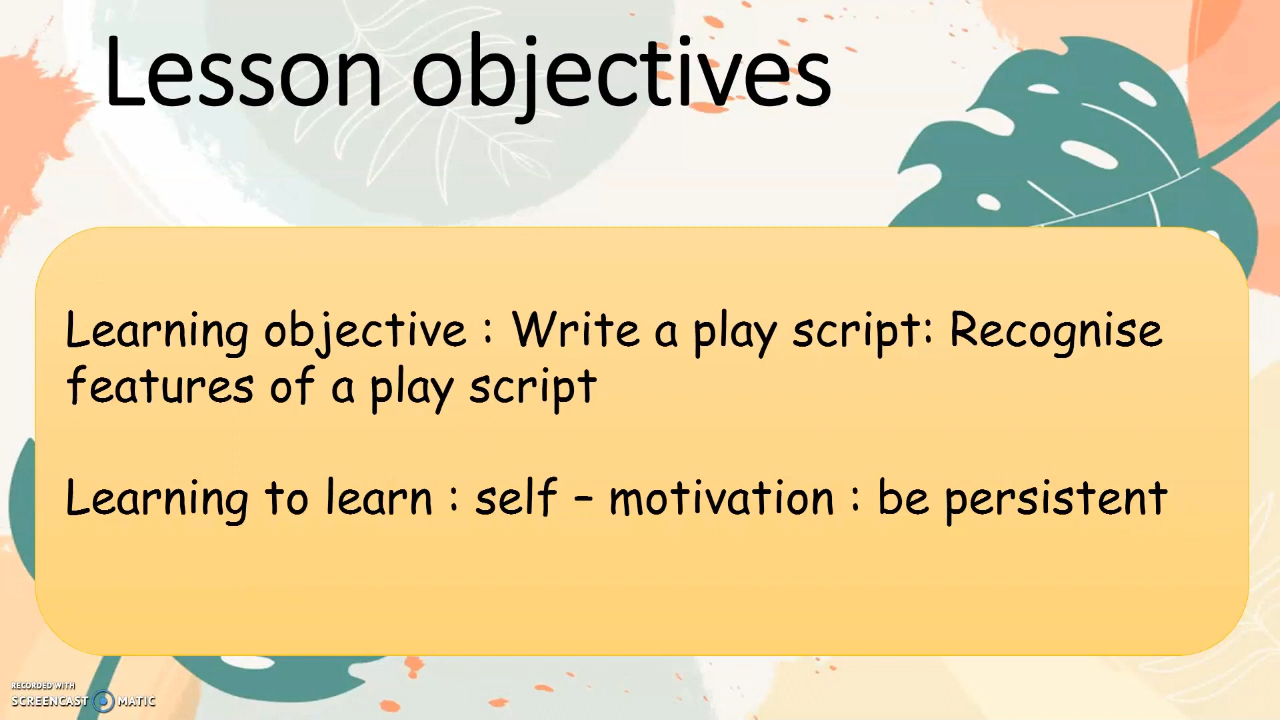 Lesson objectives
Learning objective : Write a play script: Recognise
features of a play script
Learning to learn : self – motivation : be persistent
RECORDED WITH
SCREENCAST MATIC